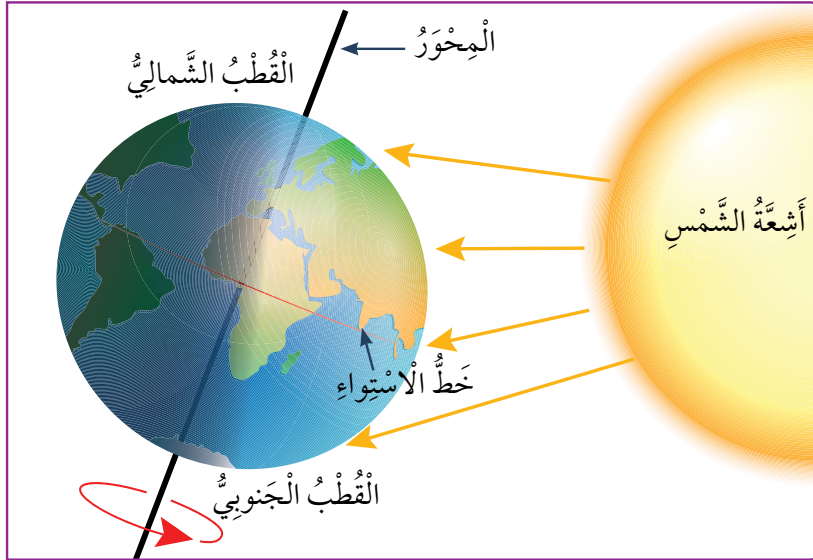 الْمِحْوَرُ
الْقُطْبُ الشَّمالِيُّ
أَشِعَّةُ الشَّمْسِ
خَطُّ الْاسْتِواءِ
الْقُطْبُ الْجَنوبِيُّ